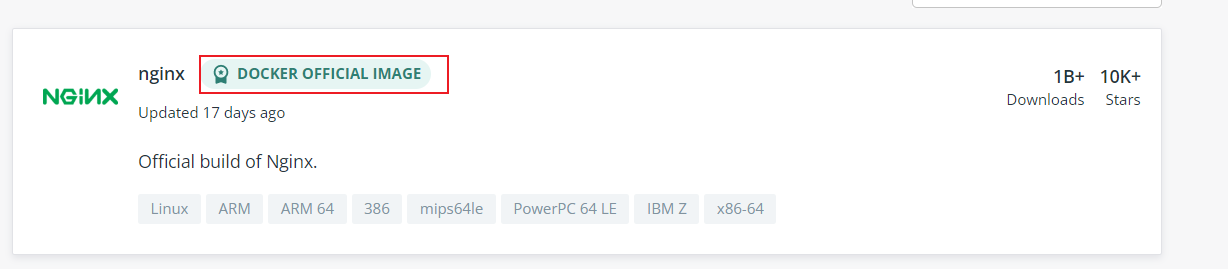 NGINX
nginx DOCKER OFFICIAL IMAGE
1B+ 10K+
Downloads Stars
Updated 17 days ago
Official build of Nginx.
Linux ARM ARM 64 386 mips64le PowerPC 64 LE IBM Z x86-64